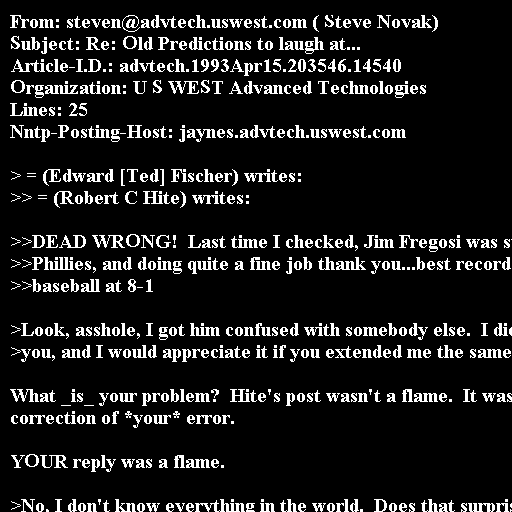 From: steven@advtech.uswest.com ( Steve Novak)
Subject: Re: Old Predictions to laugh at...
Article-I.D.: advtech.1993Apr15.203546.14540
Organization: U S WEST Advanced Technologies
Lines: 25
Nntp-Posting-Host: jaynes.advtech.uswest.com

> = (Edward [Ted] Fischer) writes:
>> = (Robert C Hite) writes:

>>DEAD WRONG!  Last time I checked, Jim Fregosi was
>>Phillies, and doing quite a fine job thank you...best record
>>baseball at 8-1

>Look, asshole, I got him confused with somebody else.  I
>you, and I would appreciate it if you extended me the same

What _is_ your problem?  Hite's post wasn't a flame.  It was
correction of *your* error.

YOUR reply was a flame.

>No, I don't know everything in the world.  Does that